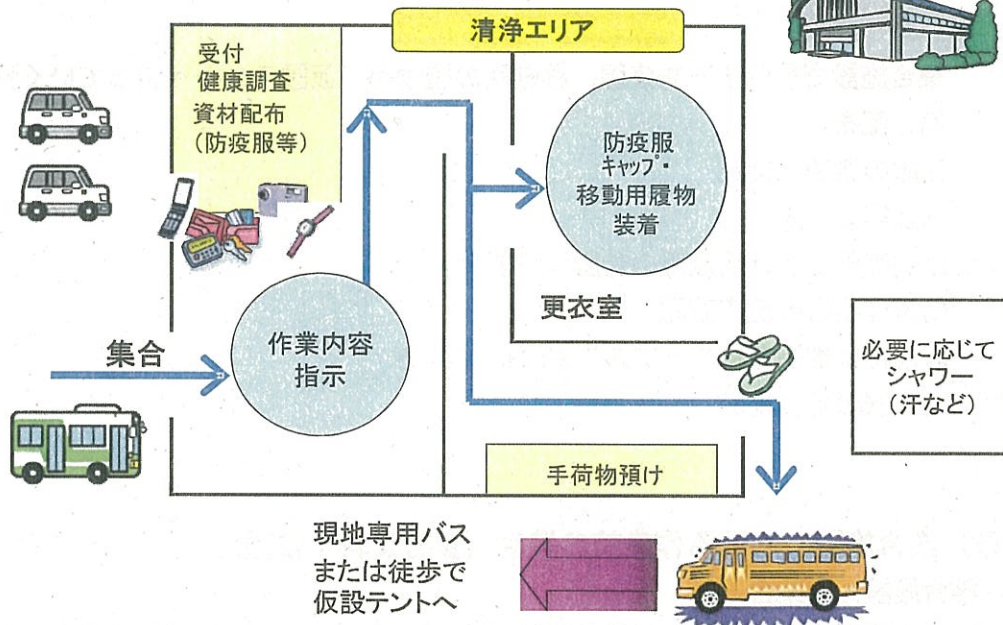 清浄エリア
受付
健康調査
資材配布
(防疫服等)
防疫服
キャップ・
移動用履物
装着
更衣室
集合
作業内容
指示
必要に応じて
シャワー
(汗など)
手荷物預け
現地専用バス
または徒歩で
仮設テントへ